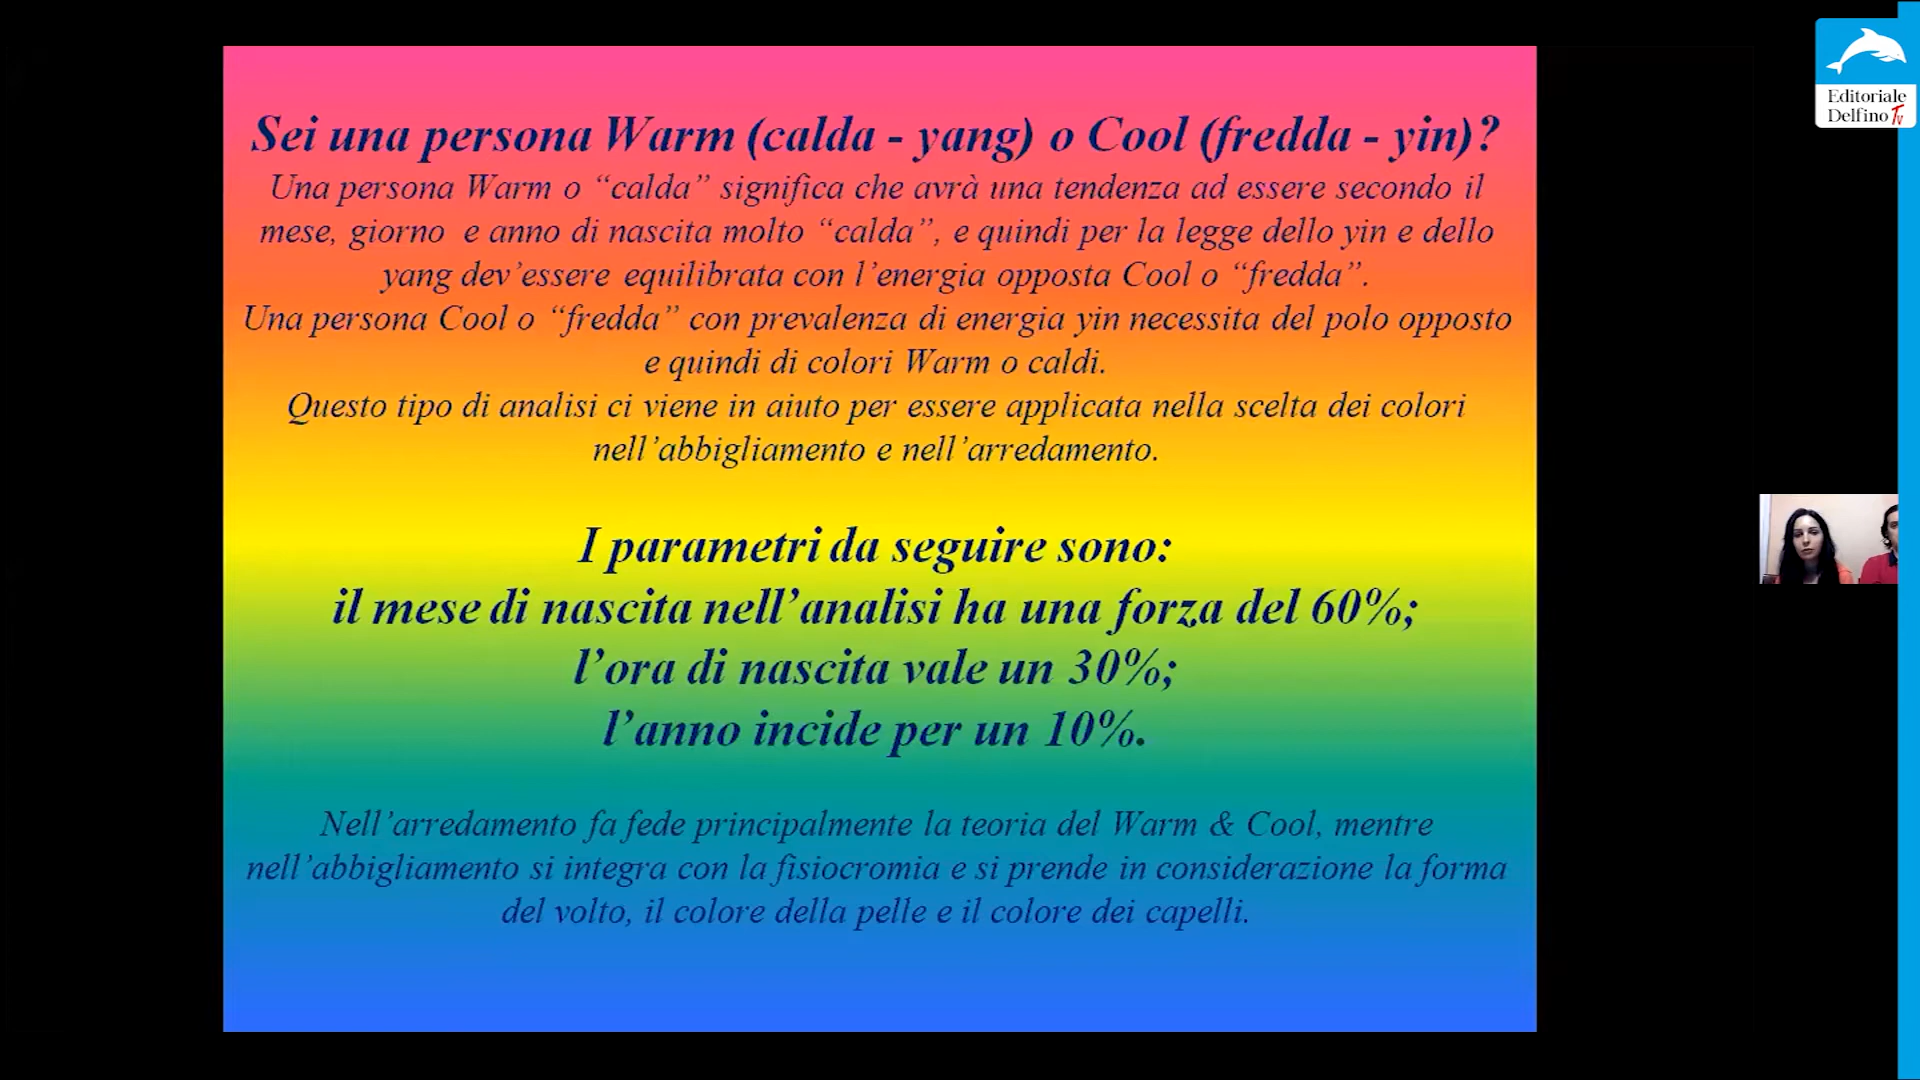 Sei una persona Warm (calda - yang) o Cool (fredda - yin)?
Una persona Warm o “calda” significa che avrà una tendenza ad essere secondo il
mese, giorno e anno di nascita molto “calda”, e quindi per la legge dello yin e dello
yang dev’essere equilibrata con l’energia opposta Cool o “fredda”.
Una persona Cool o “fredda” con prevalenza di energia yin necessita del polo opposto
e quindi di colori Warm o caldi.
Questo tipo di analisi ci viene in aiuto per essere applicata nella scelta dei colori
nell’abbigliamento e nell’arredamento.
I parametri da seguire sono:
il mese di nascita nell’analisi ha una forza del 60%;
l’ora di nascita vale un 30%;
l’anno incide per un 10%.
Nell’arredamento fa fede principalmente la teoria del Warm & Cool, mentre
nell’abbigliamento si integra con la fisiocromia e si prende in considerazione la forma
del volto, il colore della pelle e il colore dei capelli.
Editoriale
Delfino Tv